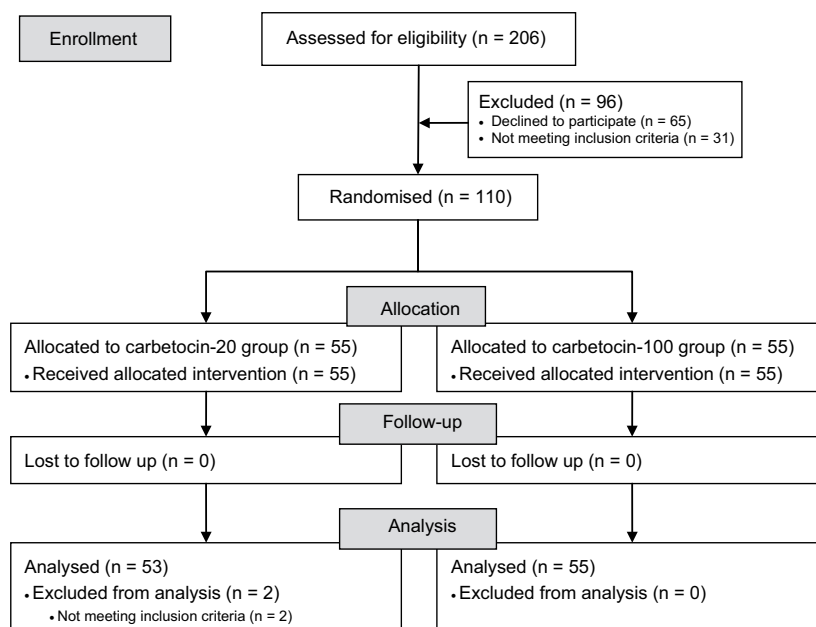 Enrollment
Assessed for eligibility (n = 206)
Excluded (n = 96)
• Declined to participate (n = 65)
• Not meeting inclusion criteria (n = 31)
Randomised (n = 110)
Allocation
Allocated to carbetocin-20 group (n = 55)
• Received allocated intervention (n = 55)
Allocated to carbetocin-100 group (n = 55)
• Received allocated intervention (n = 55)
Follow-up
Lost to follow up (n = 0)
Lost to follow up (n = 0)
Analysis
Analysed (n = 53)
• Excluded from analysis (n = 2)
• Not meeting inclusion criteria (n = 2)
Analysed (n = 55)
• Excluded from analysis (n = 0)